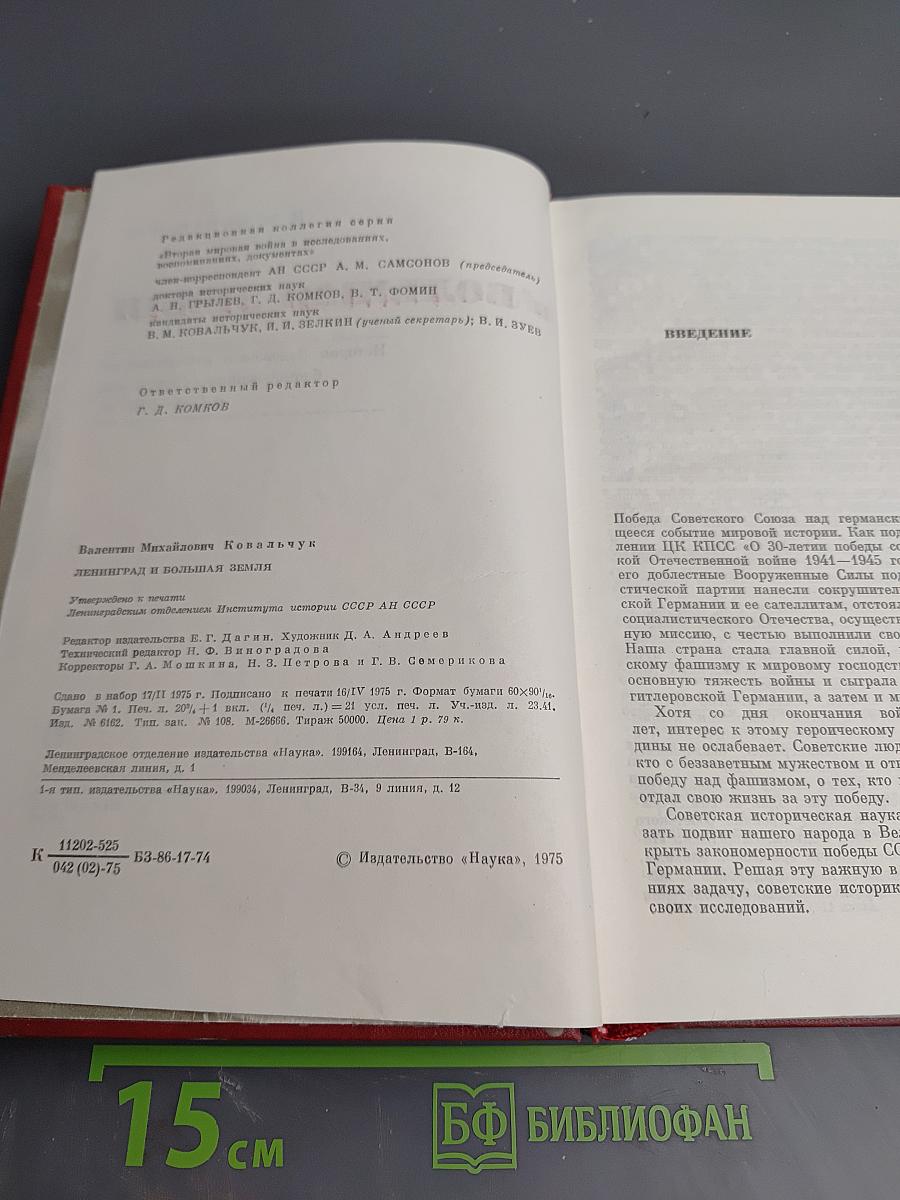 Редакционная коллегия серии
«Вторая мировая война в исследованиях,
воспоминаниях, документах»
член-корреспондент АН СССР А. М. САМСОНОВ (председатель)
доктора исторических наук
А. Н. ГРЫЛЕВ, Г. Д. КОМКОВ, В. Т. ФОМИН
кандидаты исторических наук
В. М. КОВАЛЬЧУК, И. И. ЗЕЛКИН (ученый секретарь); В. И. ЗУЕВ
Ответственный редактор
Г. Д. КОМКОВ
Валентин Михайлович Ковальчук
ЛЕНИНГРАД И БОЛЬШАЯ ЗЕМЛЯ
Утверждено к печати
Ленинградским отделением Института истории СССР АН СССР
Редактор издательства Е. Г. Дагин. Художник Д. А. Андреев
Технический редактор Н. Ф. Виноградова
Корректоры Г. А. Мошкина, Н. З. Петрова и Г. В. Семерикова
Сдано в набор 17/II 1975 г. Подписано к печати 16/IV 1975 г. Формат бумаги 60×90 1/16.
Бумага № 1. Печ. л. 20 3/4 + 1 вкл. (1/4 печ. л.) = 21 усл. печ. л. Уч.-изд. л. 23.41.
Изд. № 6162. Тип. зак. № 108. М-26666. Тираж 50000. Цена 1 р. 79 к.
Ленинградское отделение издательства «Наука». 199164, Ленинград, В-164,
Менделеевская линия, д. 1
1-я тип. издательства «Наука». 199034, Ленинград, В-34, 9 линия, д. 12
К 11202-525 / 042 (02)-75 БЗ-86-17-74
© Издательство «Наука», 1975
ВВЕДЕНИЕ
Победа Советского Союза над германск
щееся событие мировой истории. Как под
лении ЦК КПСС «О 30-летии победы со
кой Отечественной войне 1941—1945 го
его доблестные Вооруженные Силы под
стической партии нанесли сокрушител
ской Германии и ее сателлитам, отстоял
социалистического Отечества, осущест
ную миссию, с честью выполнили сво
Наша страна стала главной силой,
скому фашизму к мировому господст
основную тяжесть войны и сыграла
гитлеровской Германии, а затем и м
Хотя со дня окончания вой
лет, интерес к этому героическому
дины не ослабевает. Советские люд
кто с беззаветным мужеством и отв
победу над фашизмом, о тех, кто
отдал свою жизнь за эту победу.
Советская историческая наука
зать подвиг нашего народа в Вел
крыть закономерности победы СС
Германии. Решая эту важную в
ниях задачу, советские историк
своих исследований.
15 см
БФ БИБЛИОФАН